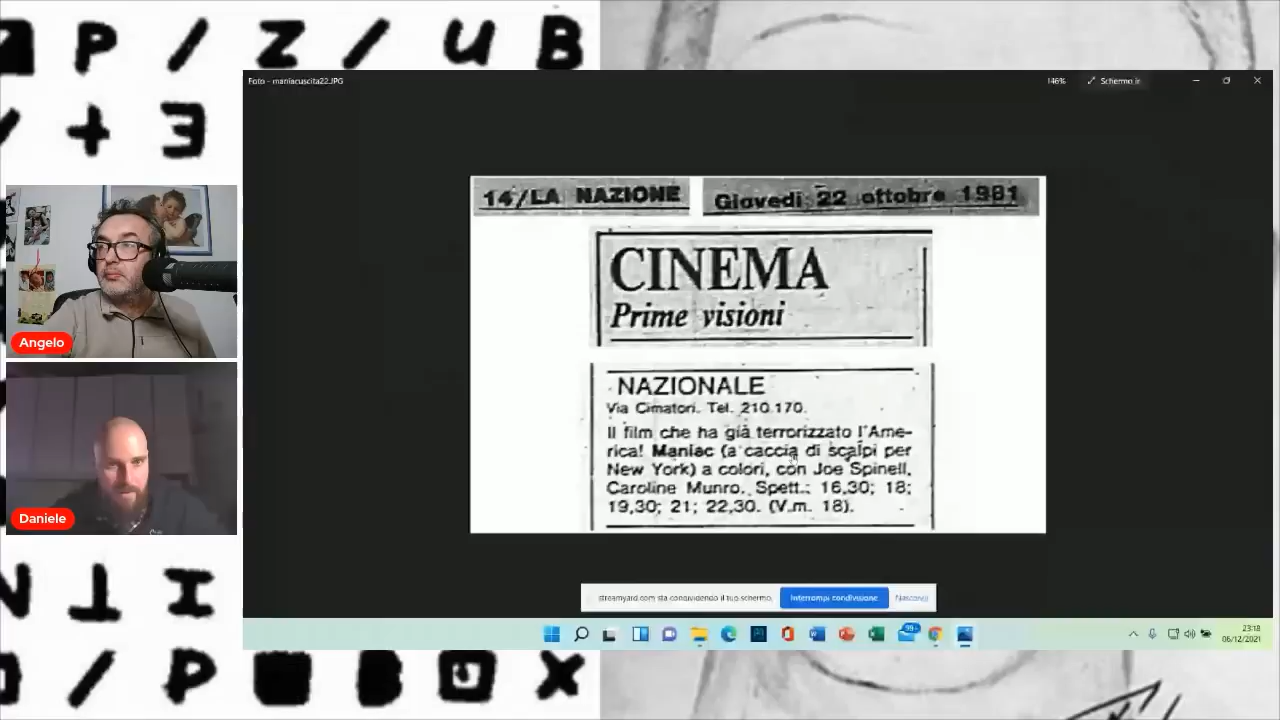 P / Z / U B
+ 3
Foto - maniacuscita22.JPG
146%
Schermo in
14/LA NAZIONE
Giovedì 22 ottobre 1981
CINEMA
Prime visioni
NAZIONALE
Via Cimatori. Tel. 210.170.
Il film che ha già terrorizzato l'Ame-
rica! Maniac (a caccia di scalpi per
New York) a colori, con Joe Spinell,
Caroline Munro. Spett.: 16,30; 18;
19,30; 21; 22,30. (V.m. 18).
Angelo
Daniele
streamyard.com sta condividendo il tuo schermo.
Interrompi condivisione
Nascondi
99+
23:18
06/12/2021
/ P